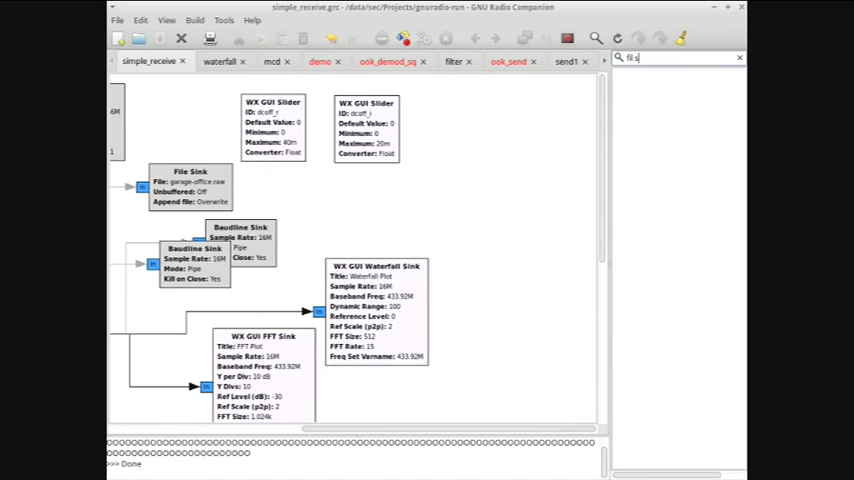 simple_receive.grc - /data/sec/Projects/gnuradio-run - GNU Radio Companion
File Edit View Build Tools Help
simple_receive waterfall mcd demo ook_demod_sq filter ook_send send1
fil s
6M
1
WX GUI Slider
ID: dcoff_r
Default Value: 0
Minimum: 0
Maximum: 40m
Converter: Float
WX GUI Slider
ID: dcoff_i
Default Value: 0
Minimum: 0
Maximum: 20m
Converter: Float
File Sink
File: garage-office.raw
Unbuffered: Off
Append file: Overwrite
in
Baudline Sink
Sample Rate: 16M
Pipe
Close: Yes
Baudline Sink
Sample Rate: 16M
Mode: Pipe
Kill on Close: Yes
in
WX GUI Waterfall Sink
Title: Waterfall Plot
Sample Rate: 16M
Baseband Freq: 433.92M
Dynamic Range: 100
Reference Level: 0
Ref Scale (p2p): 2
FFT Size: 512
FFT Rate: 15
Freq Set Varname: 433.92M
in
WX GUI FFT Sink
Title: FFT Plot
Sample Rate: 16M
Baseband Freq: 433.92M
Y per Div: 10 dB
Y Divs: 10
Ref Level (dB): -30
Ref Scale (p2p): 2
FFT Size: 1.024k
in
>>> Done